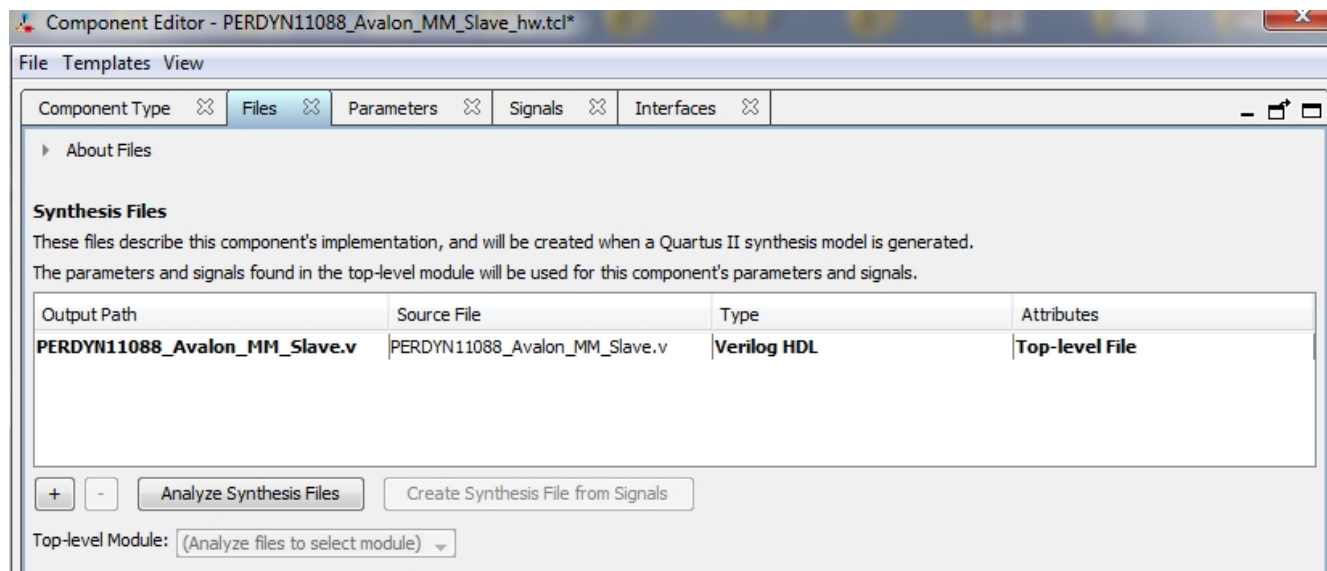 Component Editor - PERDYN11088_Avalon_MM_Slave_hw.tcl*
File Templates View
Component Type Files Parameters Signals Interfaces
About Files
Synthesis Files
These files describe this component's implementation, and will be created when a Quartus II synthesis model is generated.
The parameters and signals found in the top-level module will be used for this component's parameters and signals.
Output Path Source File Type Attributes
PERDYN11088_Avalon_MM_Slave.v PERDYN11088_Avalon_MM_Slave.v Verilog HDL Top-level File
+ - Analyze Synthesis Files Create Synthesis File from Signals
Top-level Module: (Analyze files to select module)